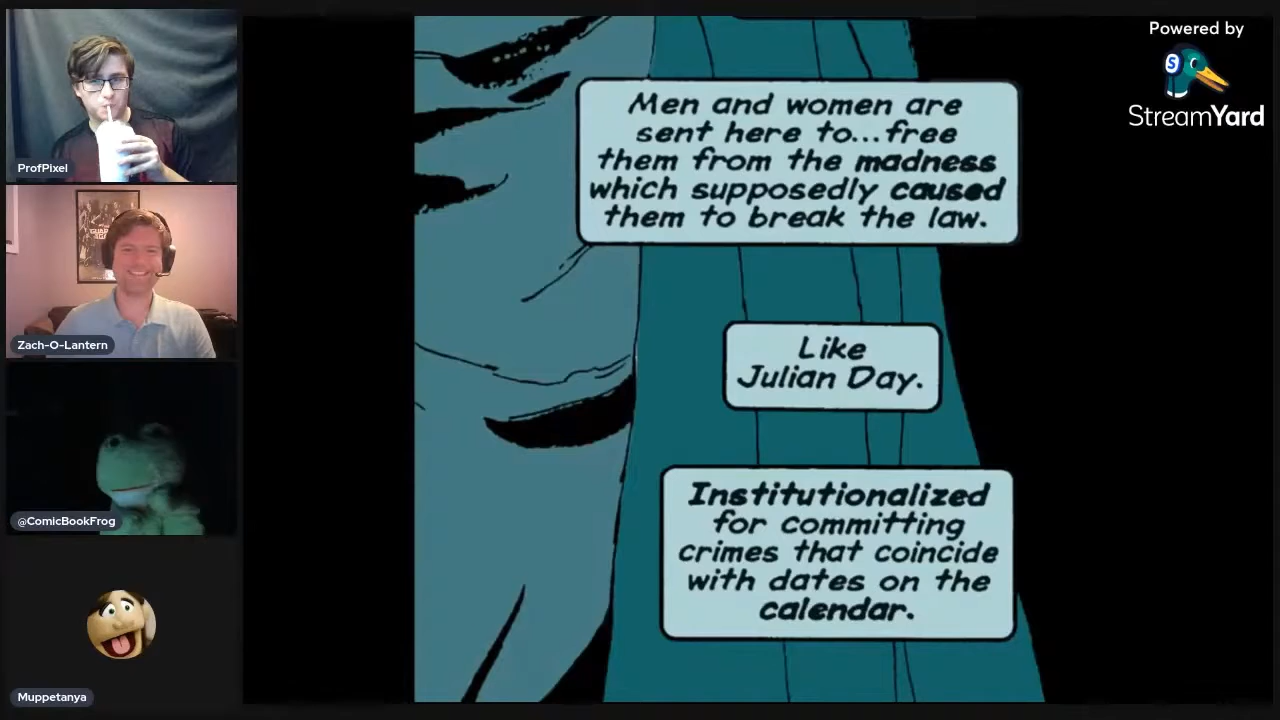 ProfPixel
Zach-O-Lantern
@ComicBookFrog
Muppetanya
Men and women are
sent here to...free
them from the madness
which supposedly caused
them to break the law.
Like
Julian Day.
Institutionalized
for committing
crimes that coincide
with dates on the
calendar.
Powered by
S
StreamYard